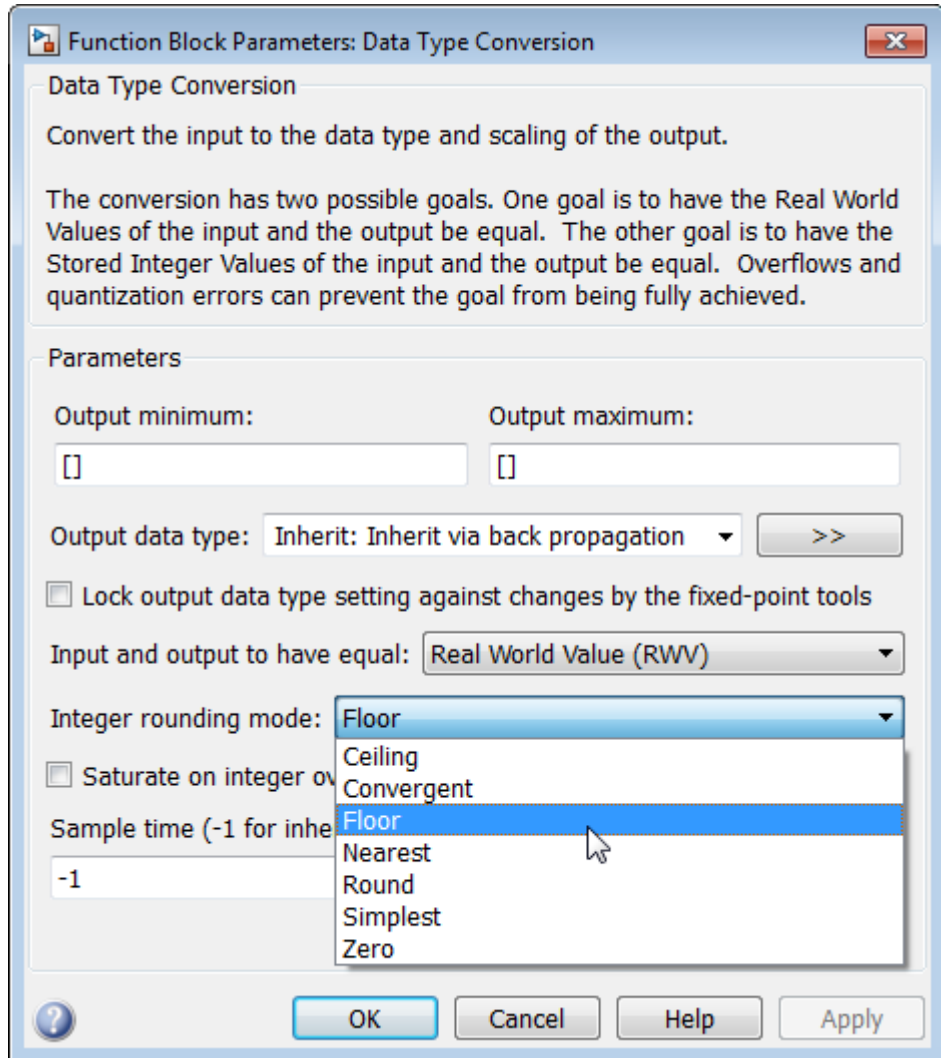 Function Block Parameters: Data Type Conversion
Data Type Conversion
Convert the input to the data type and scaling of the output.
The conversion has two possible goals. One goal is to have the Real World
Values of the input and the output be equal.  The other goal is to have the
Stored Integer Values of the input and the output be equal.  Overflows and
quantization errors can prevent the goal from being fully achieved.
Parameters
Output minimum: Output maximum:
[] []
Output data type: Inherit: Inherit via back propagation >>
Lock output data type setting against changes by the fixed-point tools
Input and output to have equal: Real World Value (RWV)
Integer rounding mode: Floor
Ceiling
Saturate on integer ov
Convergent
Floor
Sample time (-1 for inhe
Nearest
-1
Round
Simplest
Zero
? OK Cancel Help Apply